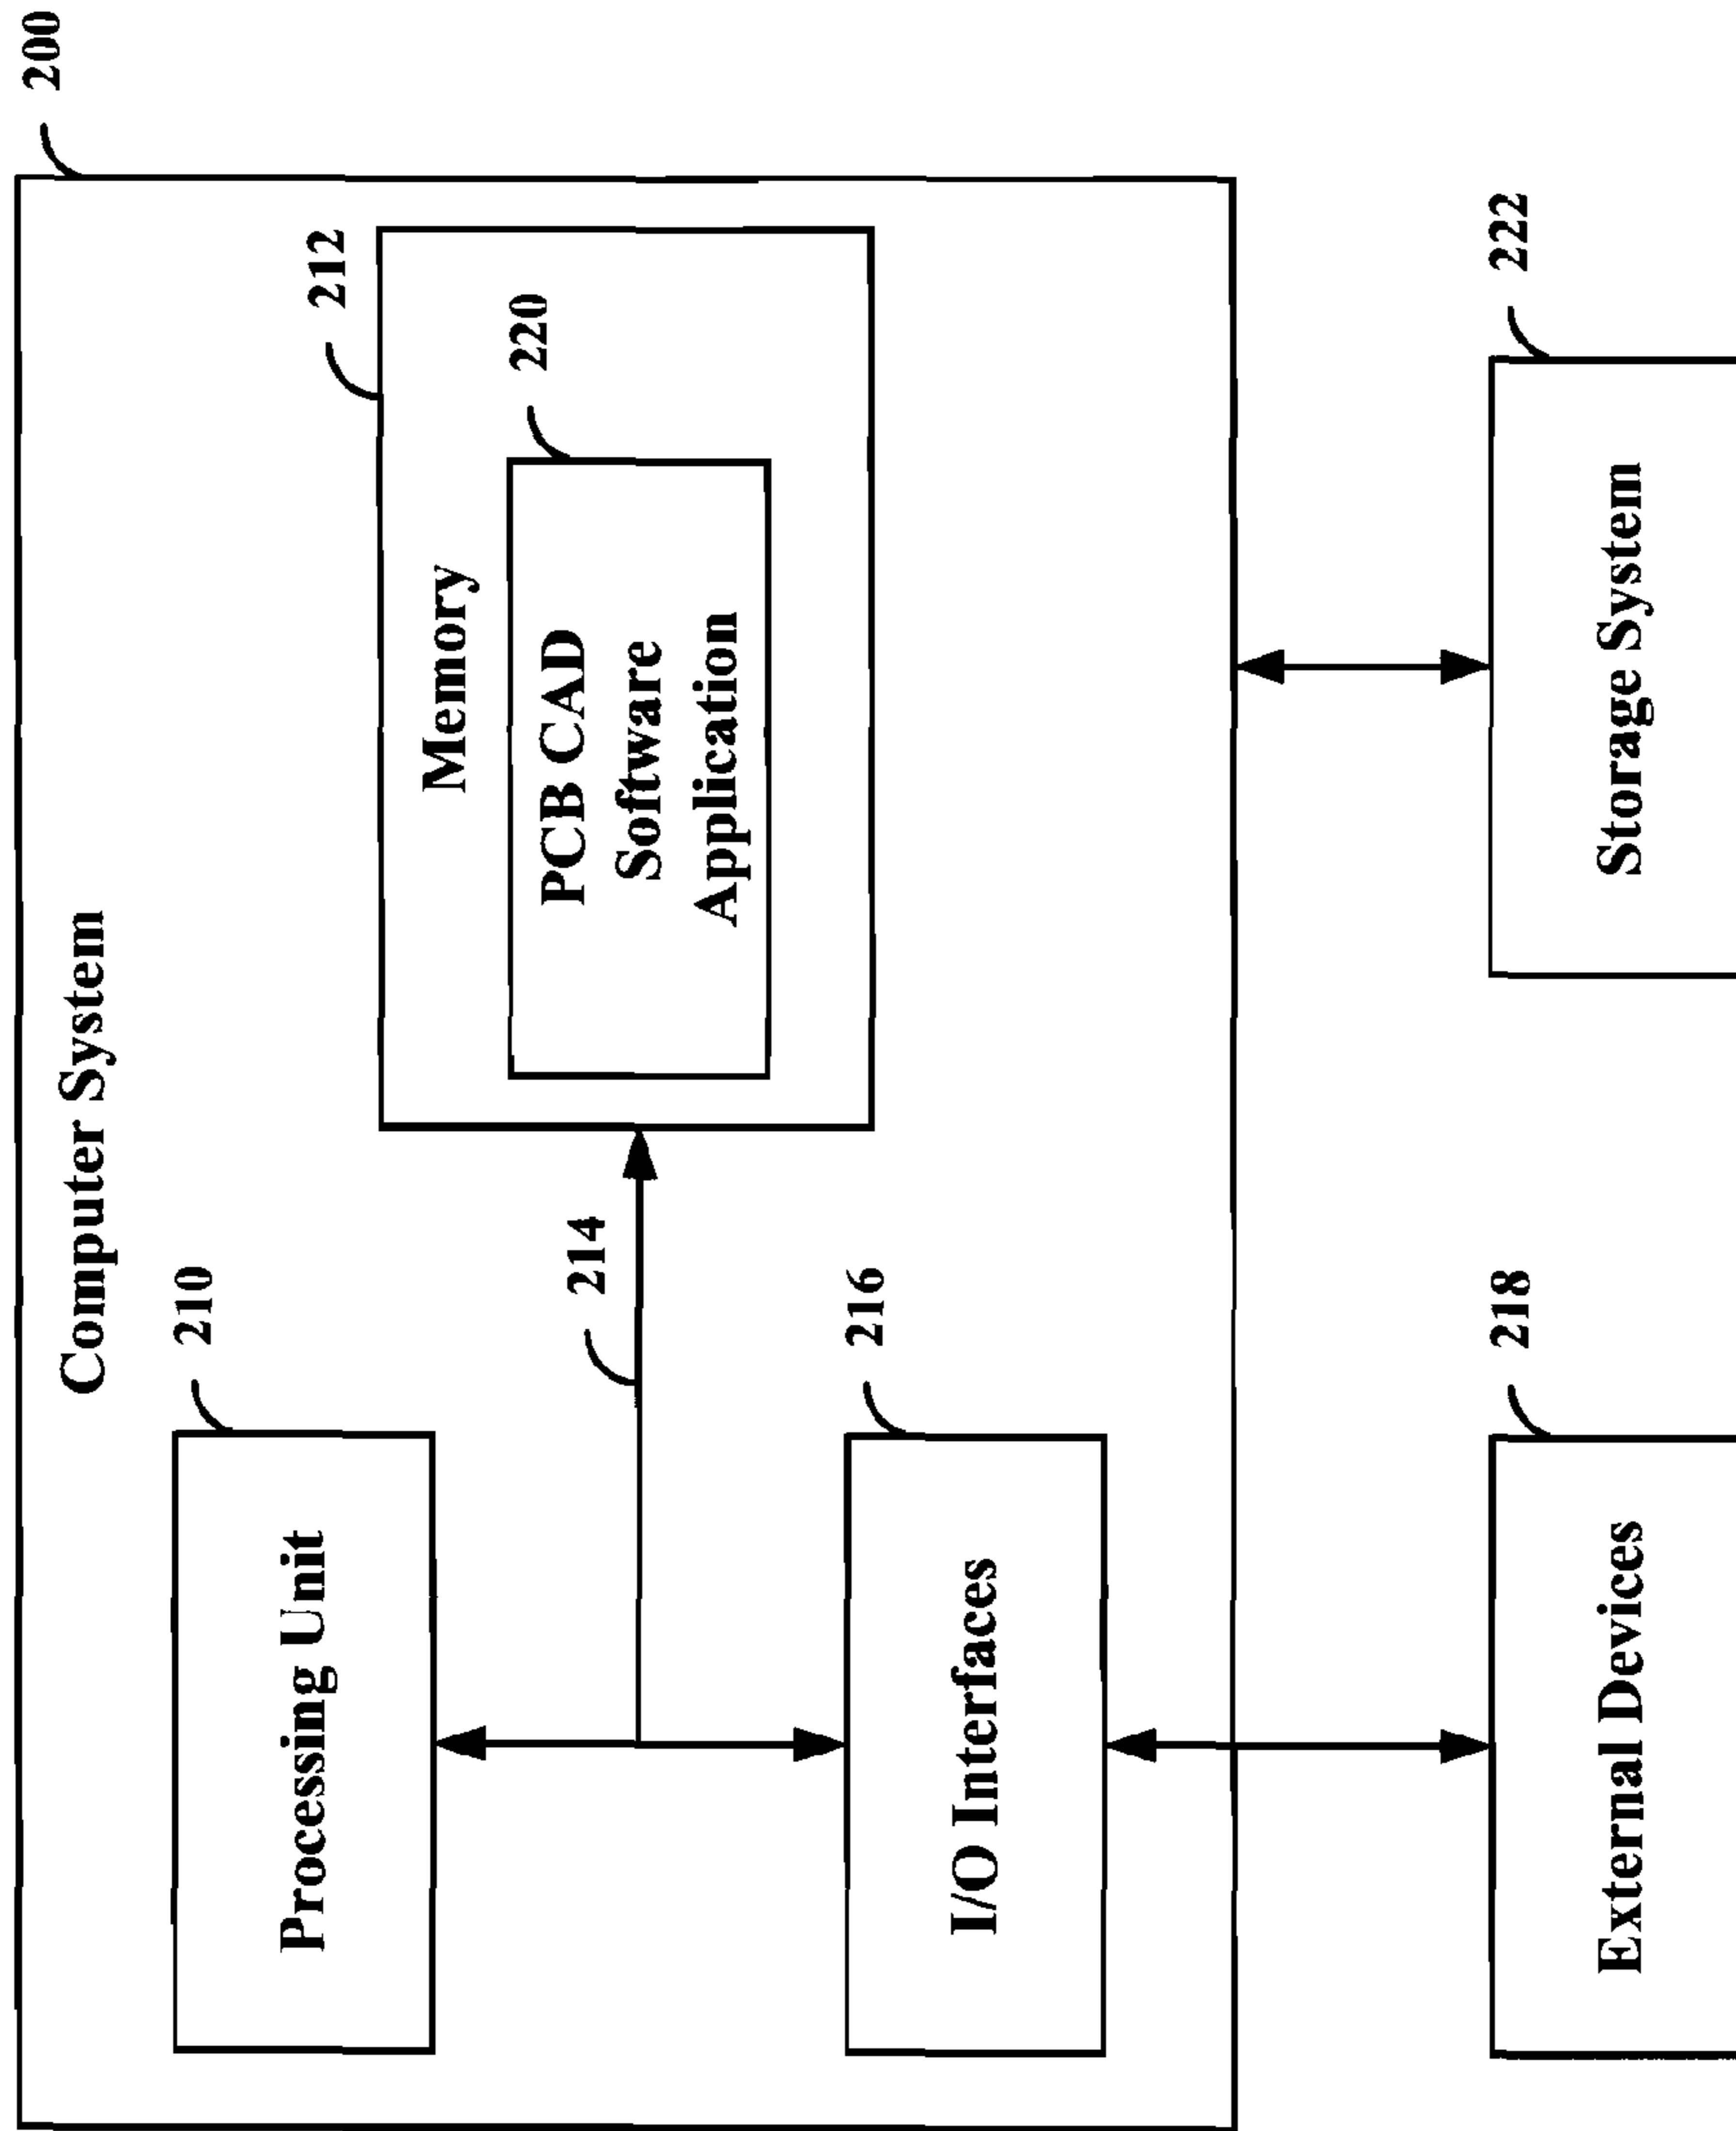 200
Computer System
210
Processing Unit
212
Memory
220
PCB CAD
Software
Application
214
216
I/O Interfaces
218
External Devices
222
Storage System